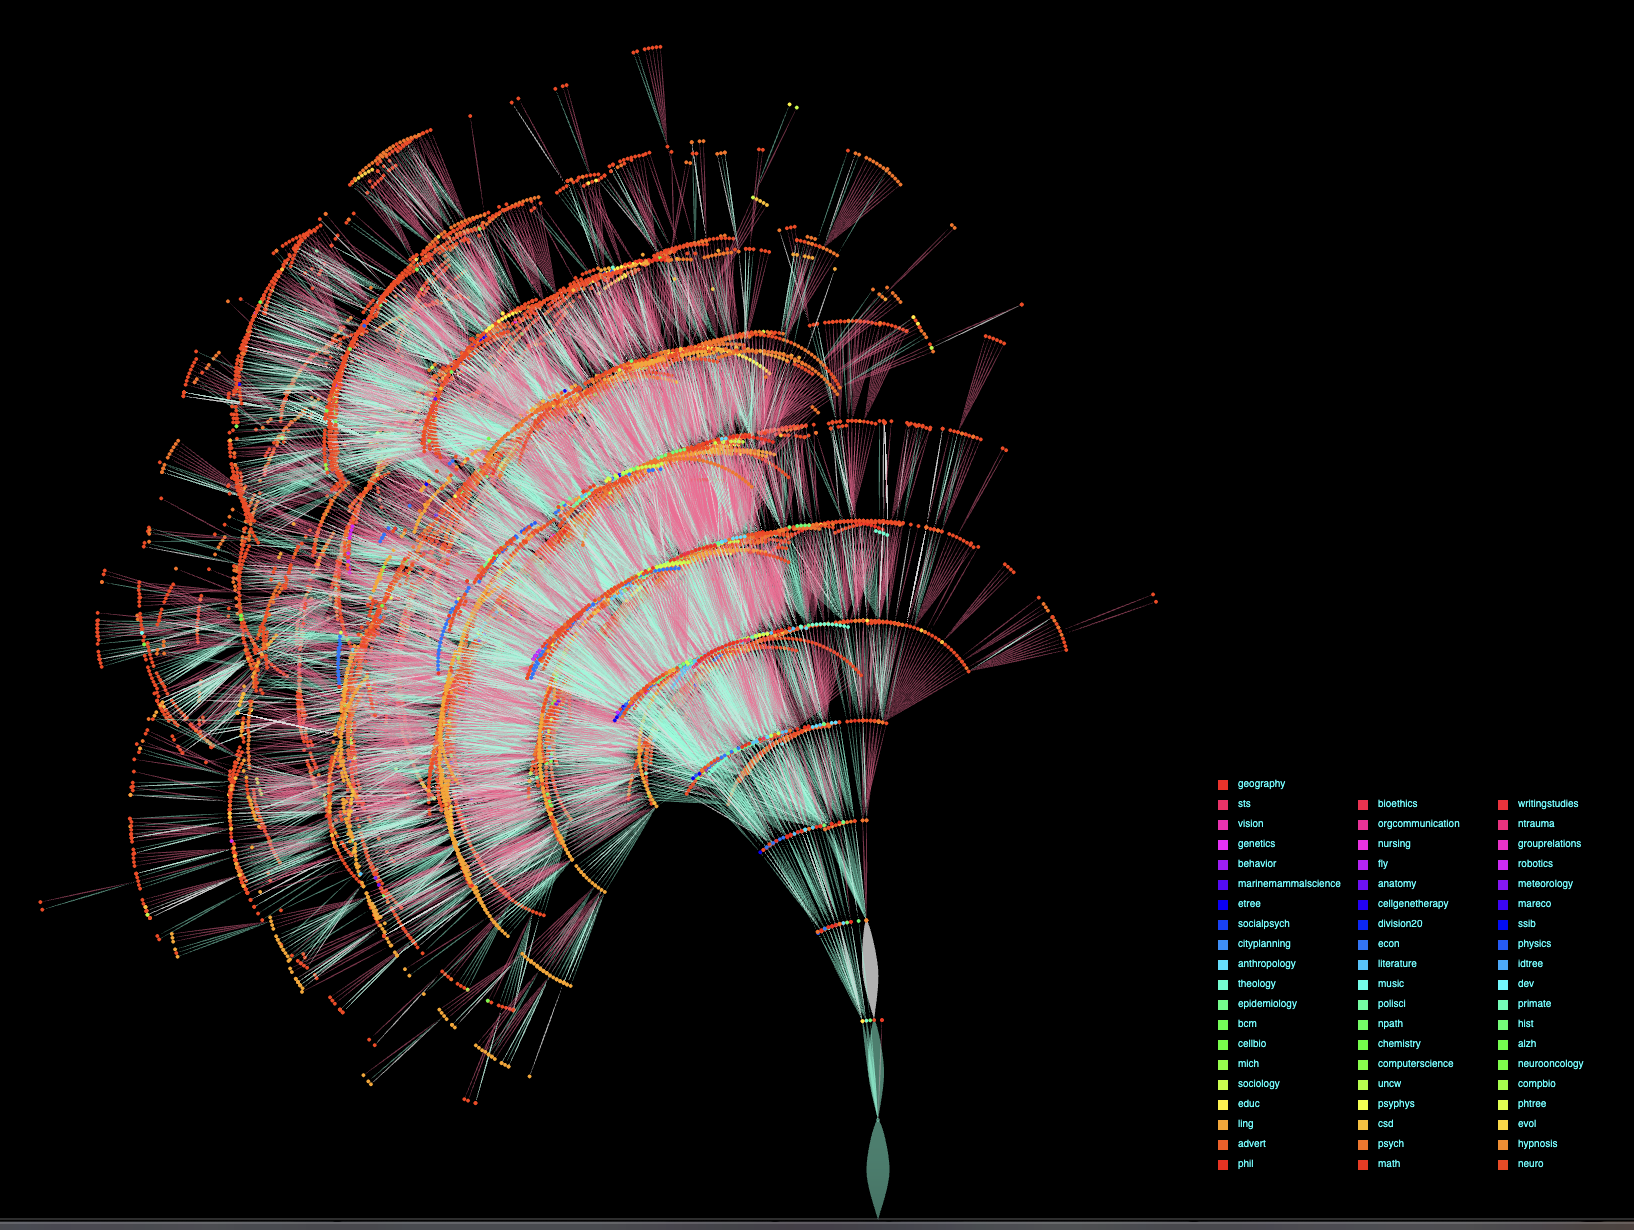 geography
sts bioethics writingstudies
vision orgcommunication ntrauma
genetics nursing grouprelations
behavior fly robotics
marinemammalscience anatomy meteorology
etree cellgenetherapy mareco
socialpsych division20 ssib
cityplanning econ physics
anthropology literature idtree
theology music dev
epidemiology polisci primate
bcm npath hist
cellbio chemistry alzh
mich computerscience neurooncology
sociology uncw compbio
educ psyphys phtree
ling csd evol
advert psych hypnosis
phil math neuro